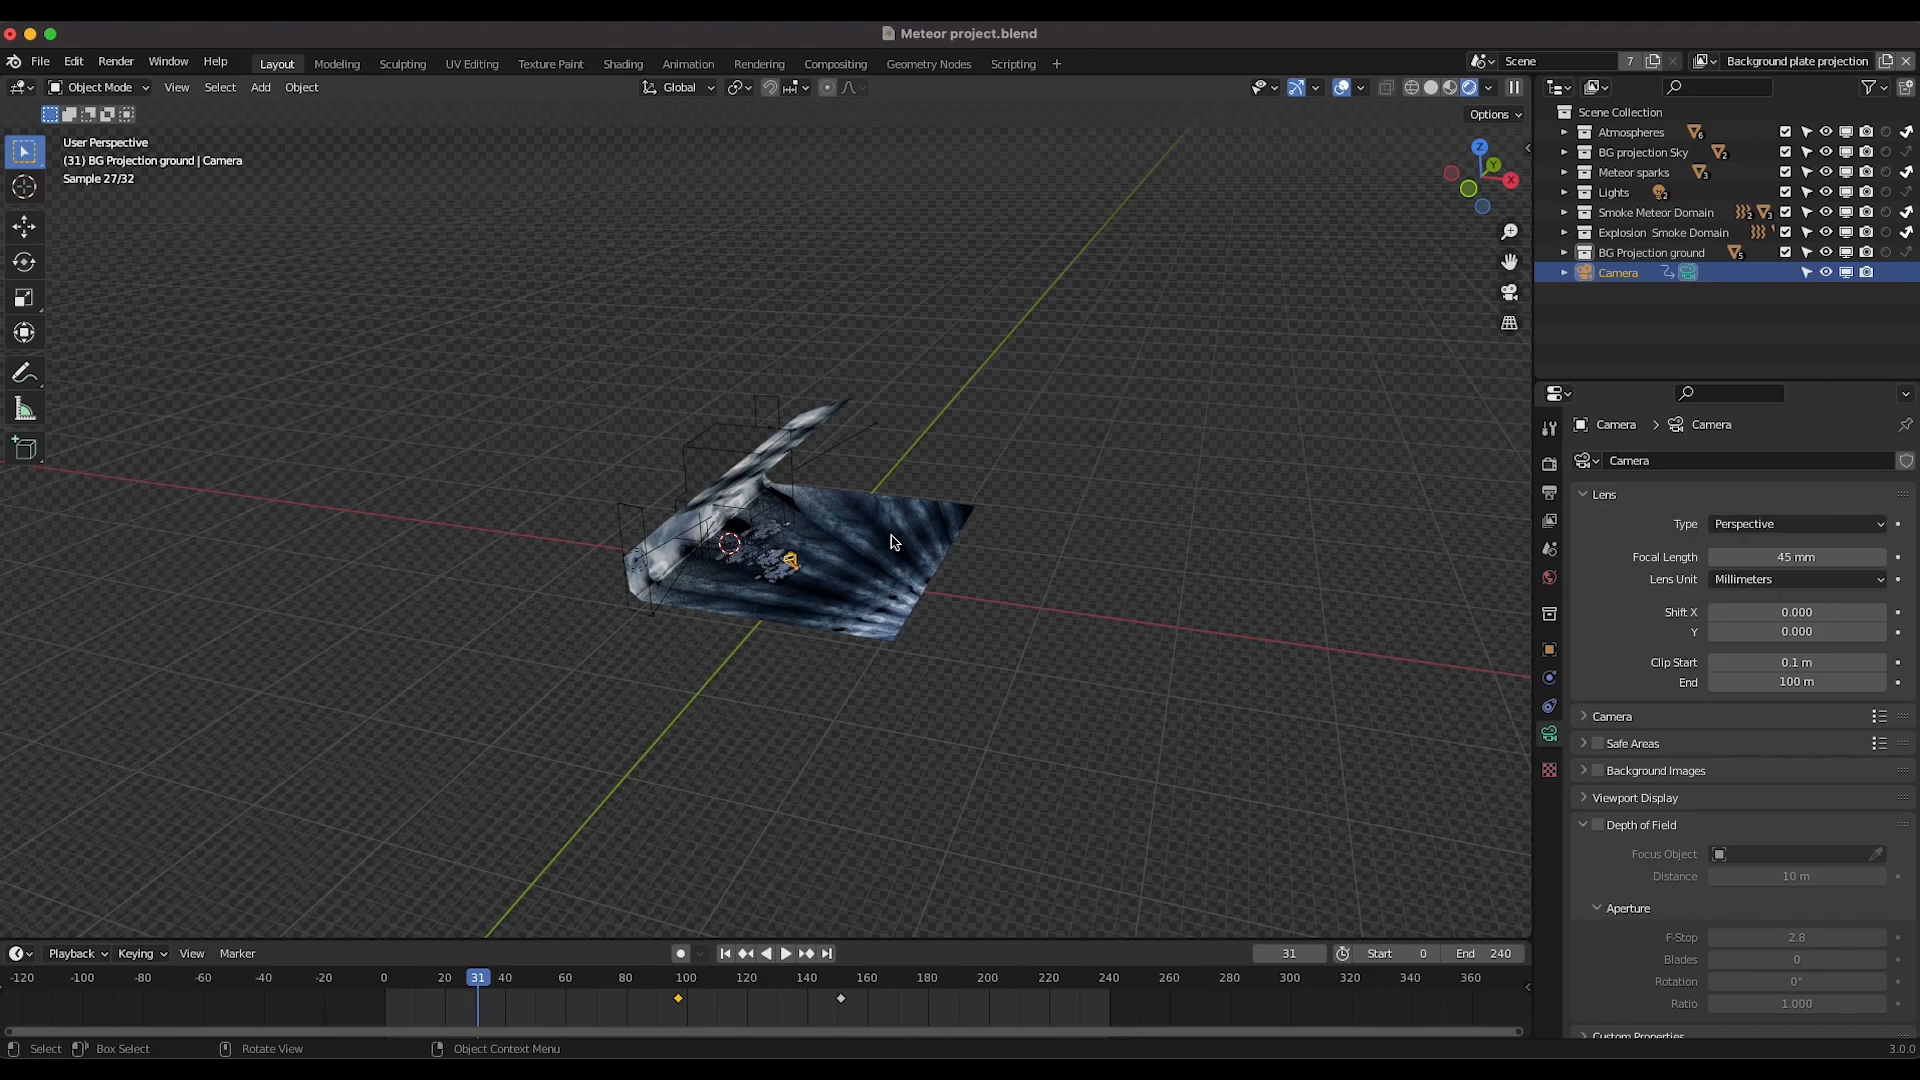 Meteor project.blend
File Edit Render Window Help Layout Modeling Sculpting UV Editing Texture Paint Shading Animation Rendering Compositing Geometry Nodes Scripting + Scene 7 Background plate projection
Object Mode View Select Add Object Global
Options
User Perspective
(31) BG Projection ground | Camera
Sample 27/32
Z
Y
X
Scene Collection
Atmospheres 6
BG projection Sky 2
Meteor sparks 3
Lights 2
Smoke Meteor Domain 2 3
Explosion Smoke Domain
BG Projection ground 5
Camera
Camera > Camera
Camera
Lens
Type Perspective
Focal Length 45 mm
Lens Unit Millimeters
Shift X 0.000
Y 0.000
Clip Start 0.1 m
End 100 m
Camera
Safe Areas
Background Images
Viewport Display
Depth of Field
Focus Object
Distance 10 m
Aperture
F-Stop 2.8
Blades 0
Rotation 0°
Ratio 1.000
Custom Properties
Playback Keying View Marker 31 Start 0 End 240
-120 -100 -80 -60 -40 -20 0 20 31 40 60 80 100 120 140 160 180 200 220 240 260 280 300 320 340 360
Select Box Select Rotate View Object Context Menu 3.0.0